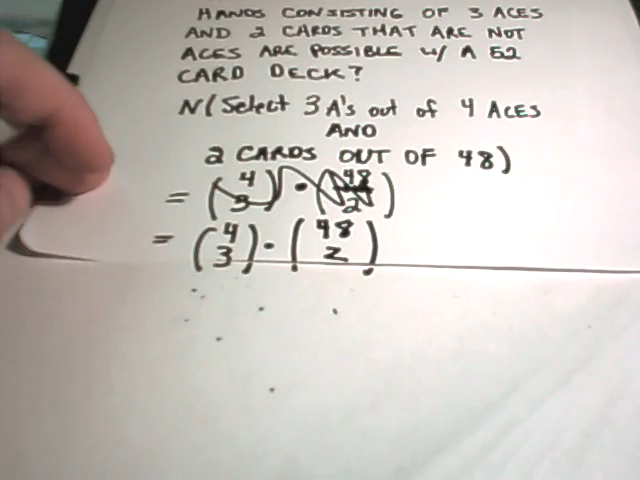 HANDS CONSISTING OF 3 ACES
AND 2 CARDS THAT ARE NOT
ACES ARE POSSIBLE W/ A 52
CARD DECK?
N(Select 3 A's out of 4 ACES
AND
2 CARDS OUT OF 48)
= (4 3) · (48 2)
= (4 3) · (48 2)